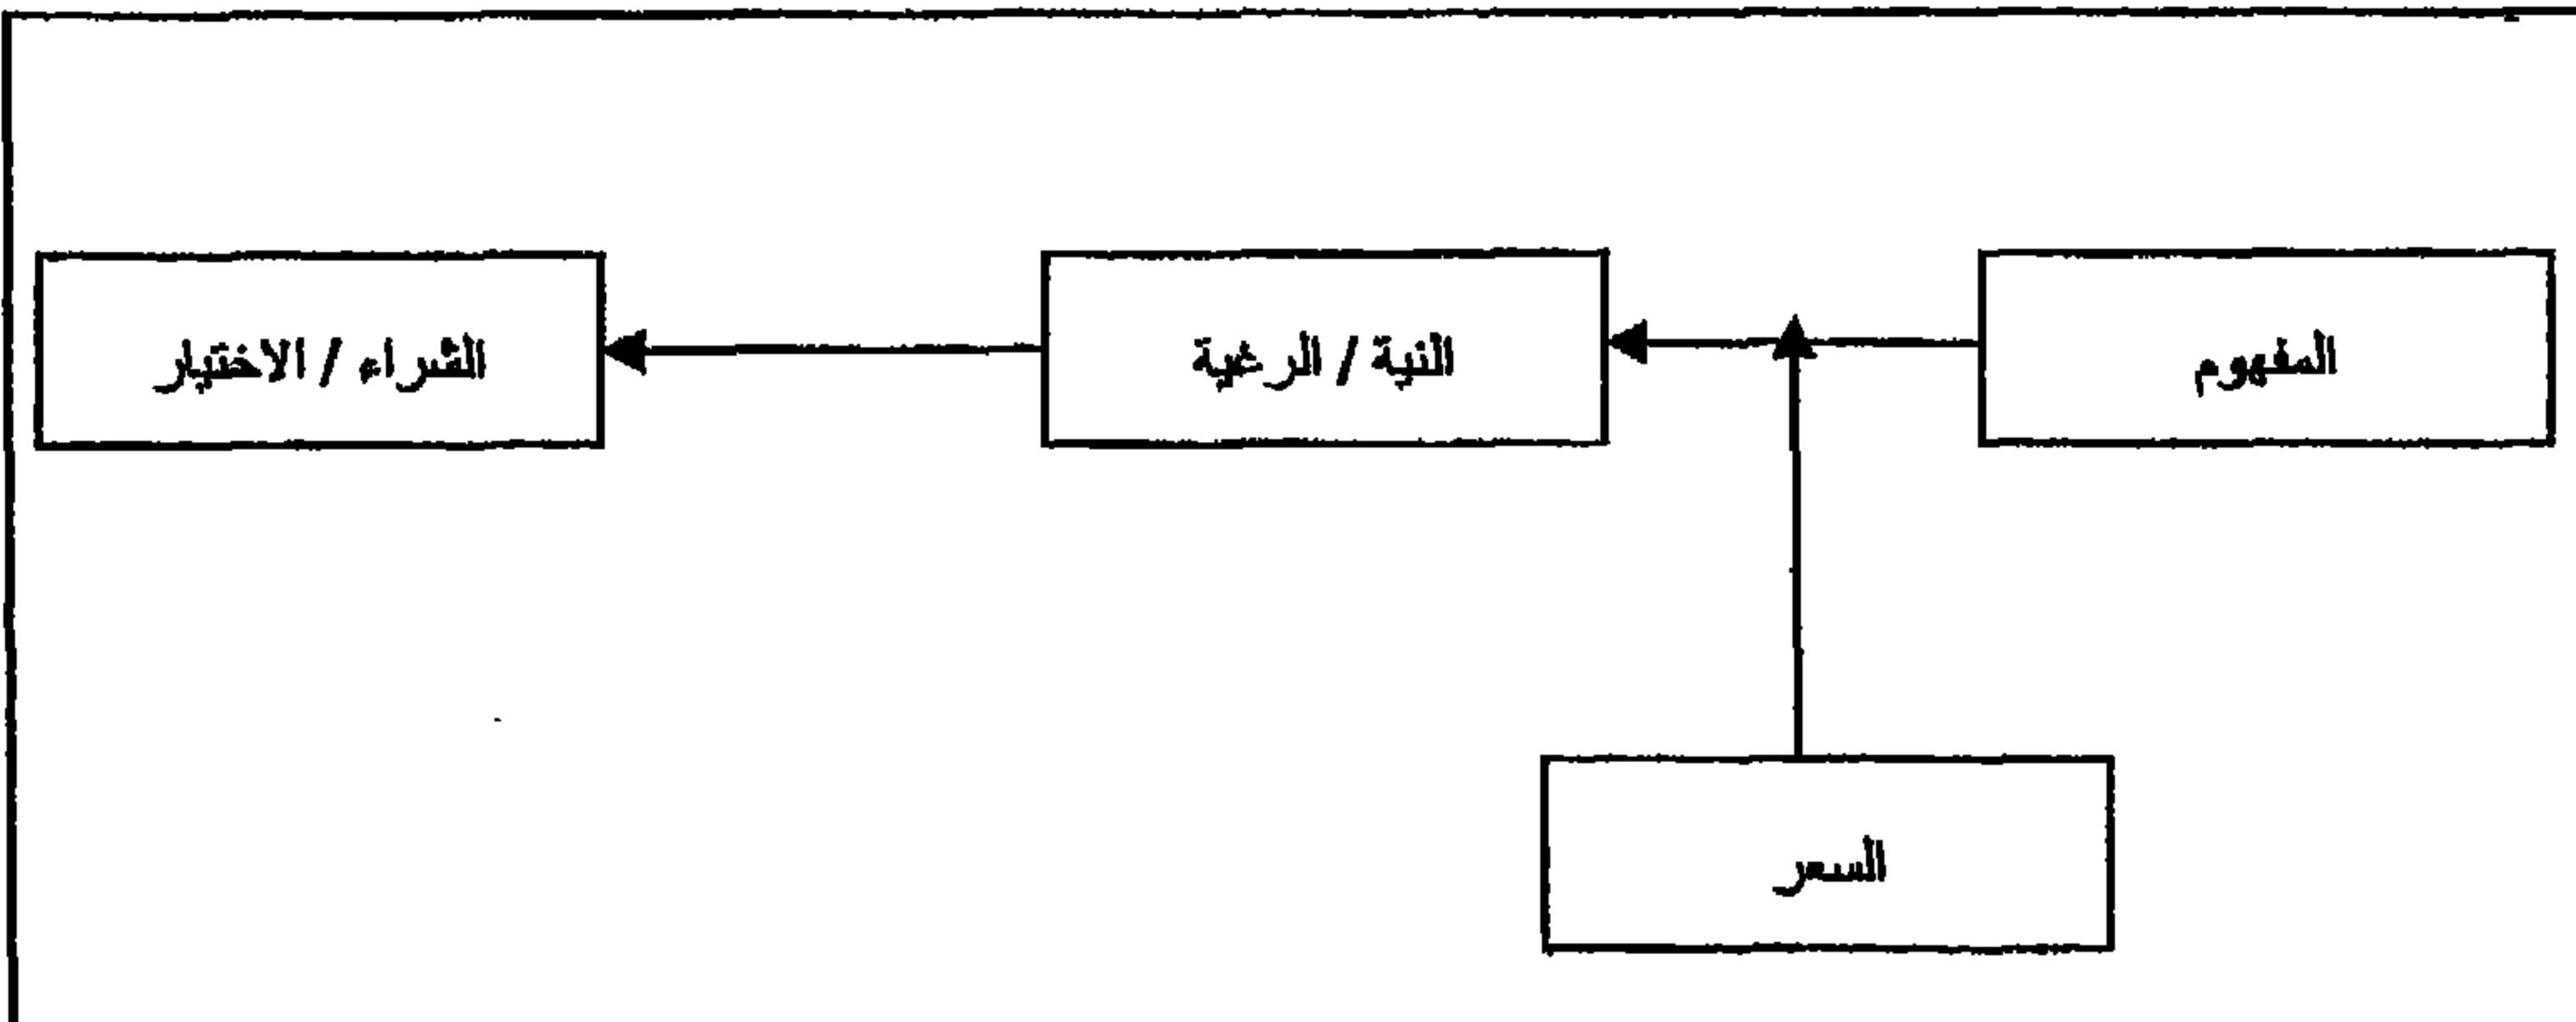 المفهوم
النية / الرغبة
الشراء / الاختيار
السعر